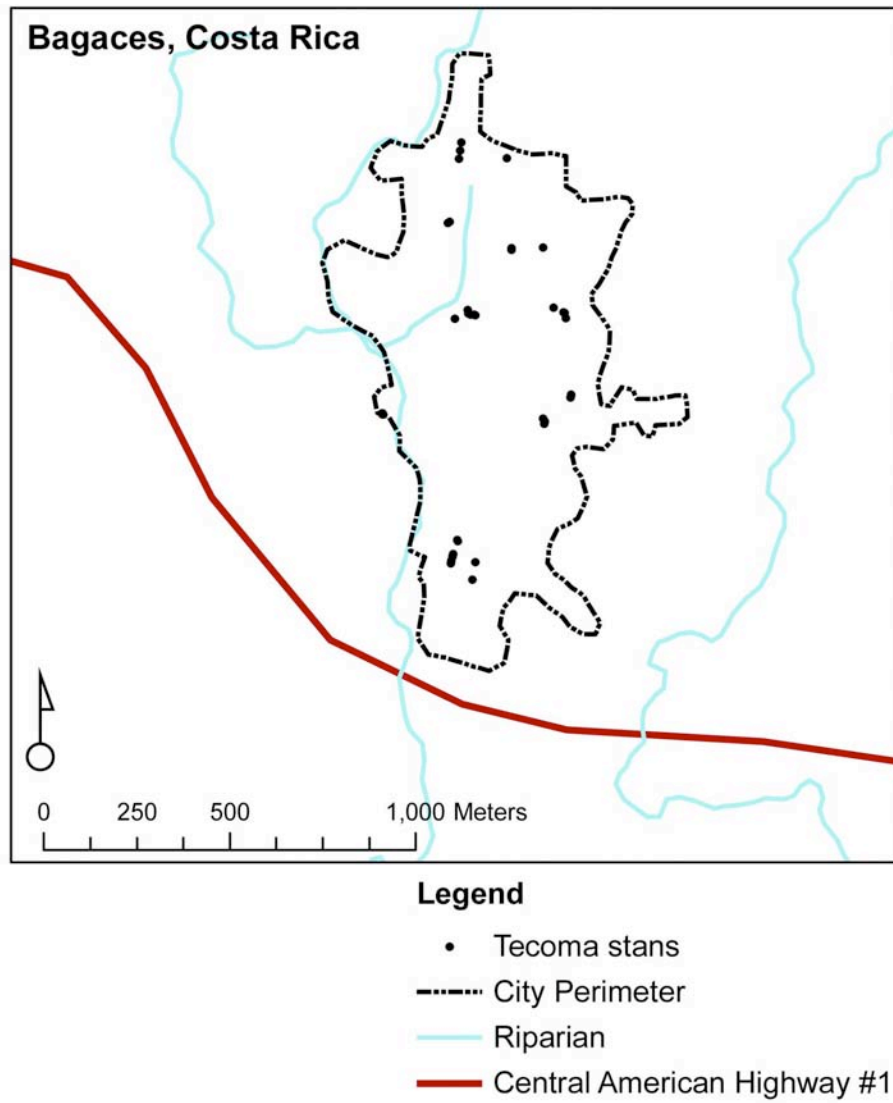 Bagaces, Costa Rica
0 250 500 1,000 Meters
Legend
Tecoma stans
City Perimeter
Riparian
Central American Highway #1